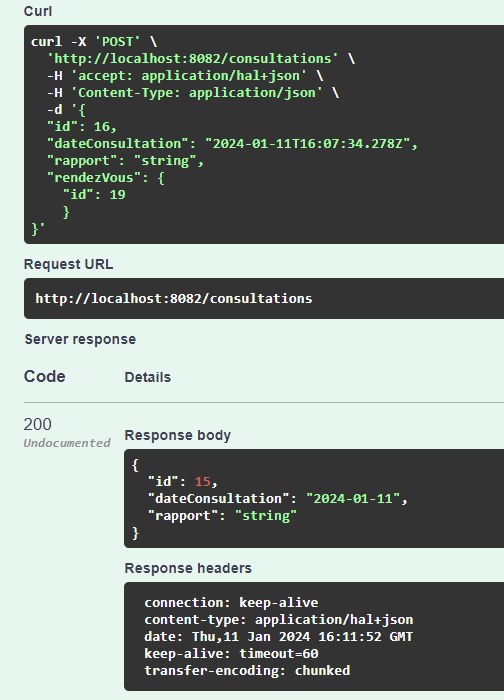 Curl
curl -X 'POST' \
'http://localhost:8082/consultations' \
-H 'accept: application/hal+json' \
-H 'Content-Type: application/json' \
-d '{
"id": 16,
"dateConsultation": "2024-01-11T16:07:34.278Z",
"rapport": "string",
"rendezVous": {
"id": 19
}
}'
Request URL
http://localhost:8082/consultations
Server response
Code Details
200
Undocumented
Response body
{
"id": 15,
"dateConsultation": "2024-01-11",
"rapport": "string"
}
Response headers
connection: keep-alive
content-type: application/hal+json
date: Thu,11 Jan 2024 16:11:52 GMT
keep-alive: timeout=60
transfer-encoding: chunked